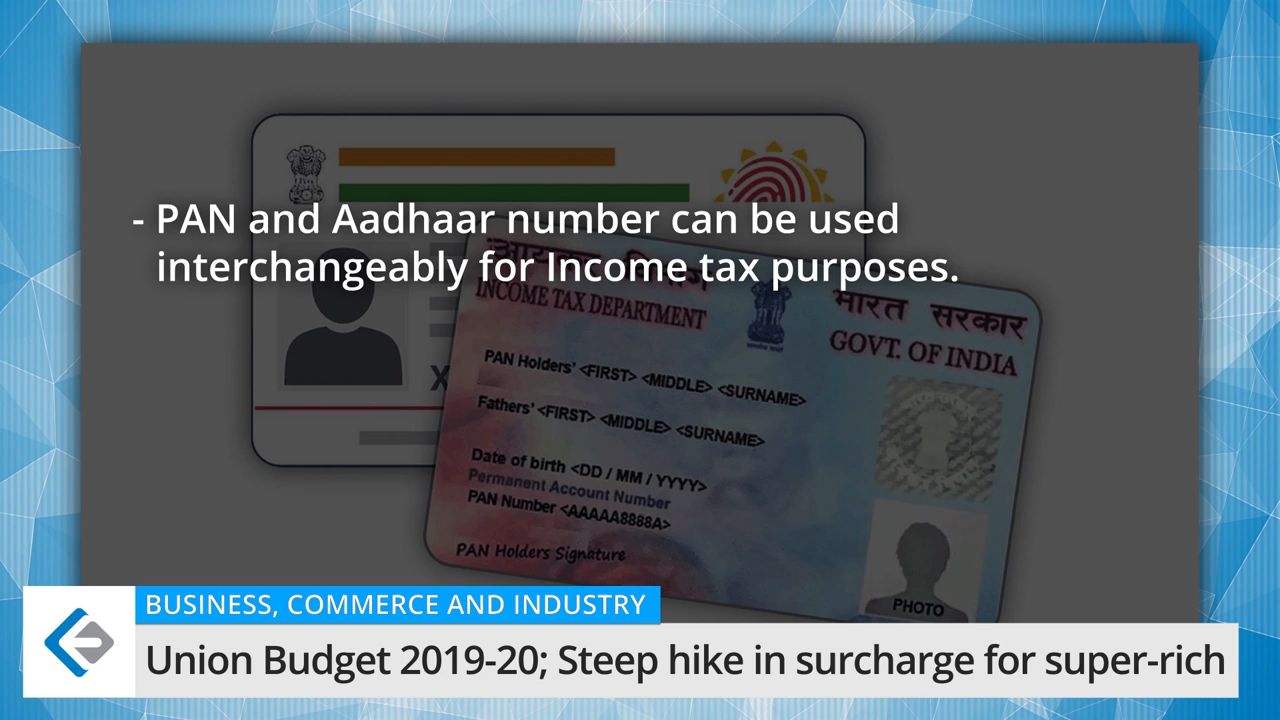 - PAN and Aadhaar number can be used
interchangeably for Income tax purposes.
आयकर विभाग
INCOME TAX DEPARTMENT
भारत सरकार
GOVT. OF INDIA
PAN Holders' <FIRST> <MIDDLE> <SURNAME>
Fathers' <FIRST> <MIDDLE> <SURNAME>
Date of birth <DD / MM / YYYY>
Permanent Account Number
PAN Number <AAAAA8888A>
PAN Holders Signature
PHOTO
BUSINESS, COMMERCE AND INDUSTRY
Union Budget 2019-20; Steep hike in surcharge for super-rich